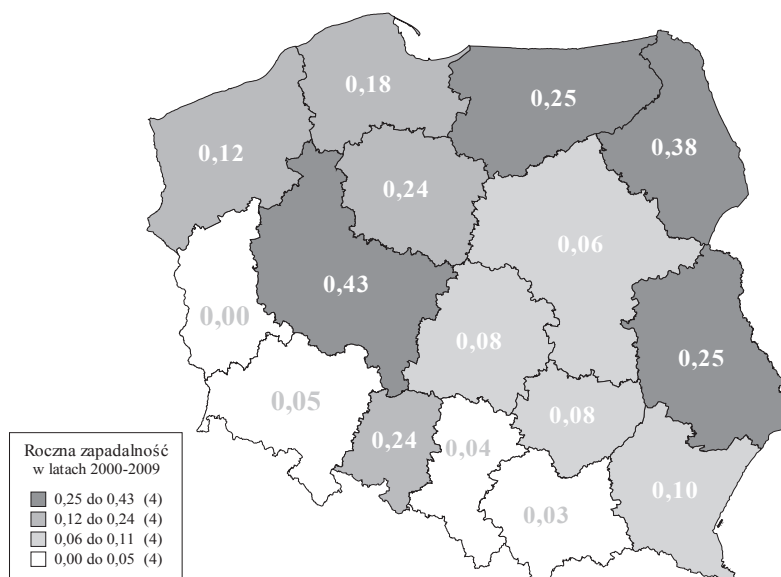 0,18
0,25
0,12
0,38
0,24
0,06
0,43
0,00
0,08
0,25
0,05
0,08
0,24
0,04
0,10
0,03
Roczna zapadalność
w latach 2000-2009
0,25 do 0,43 (4)
0,12 do 0,24 (4)
0,06 do 0,11 (4)
0,00 do 0,05 (4)